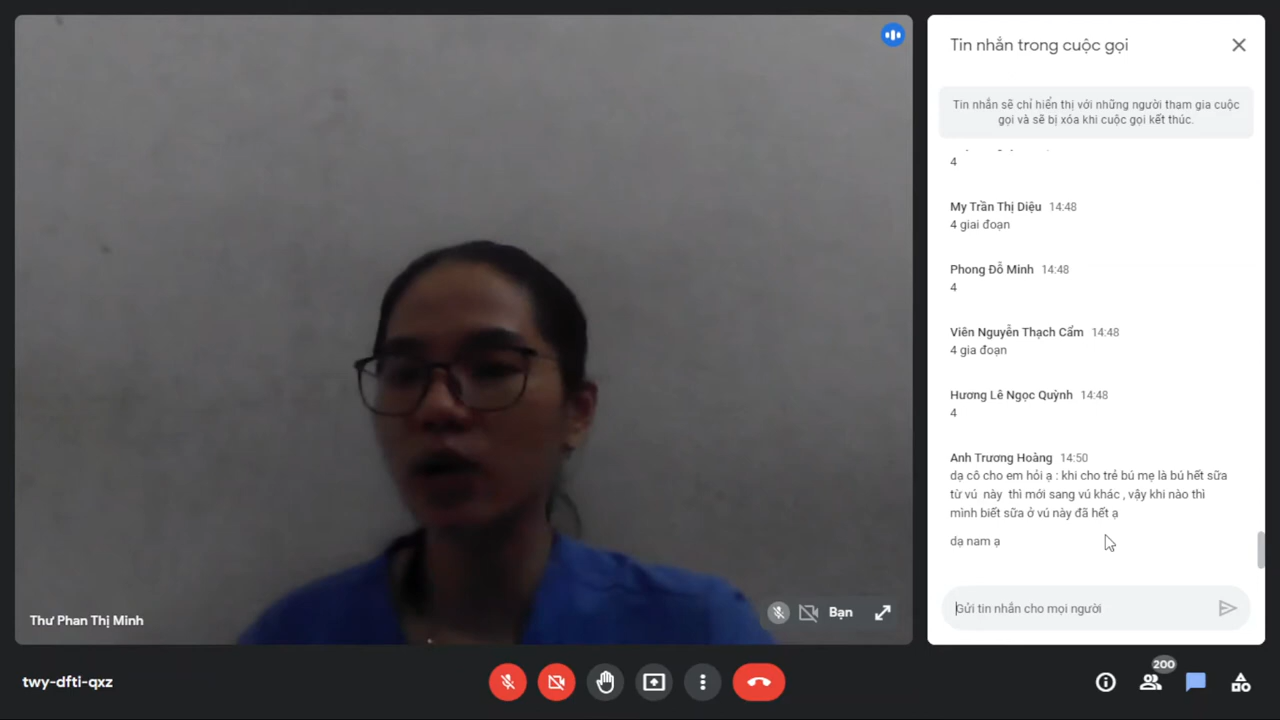 Tin nhắn trong cuộc gọi
Tin nhắn sẽ chỉ hiển thị với những người tham gia cuộc
gọi và sẽ bị xóa khi cuộc gọi kết thúc.
4
My Trần Thị Diệu 14:48
4 giai đoạn
Phong Đỗ Minh 14:48
4
Viên Nguyễn Thạch Cẩm 14:48
4 gia đoạn
Hương Lê Ngọc Quỳnh 14:48
4
Anh Trương Hoàng 14:50
dạ cô cho em hỏi ạ : khi cho trẻ bú mẹ là bú hết sữa
từ vú này thì mới sang vú khác , vậy khi nào thì
mình biết sữa ở vú này đã hết ạ
dạ nam ạ
Gửi tin nhắn cho mọi người
Thư Phan Thị Minh
Bạn
twy-dfti-qxz
200